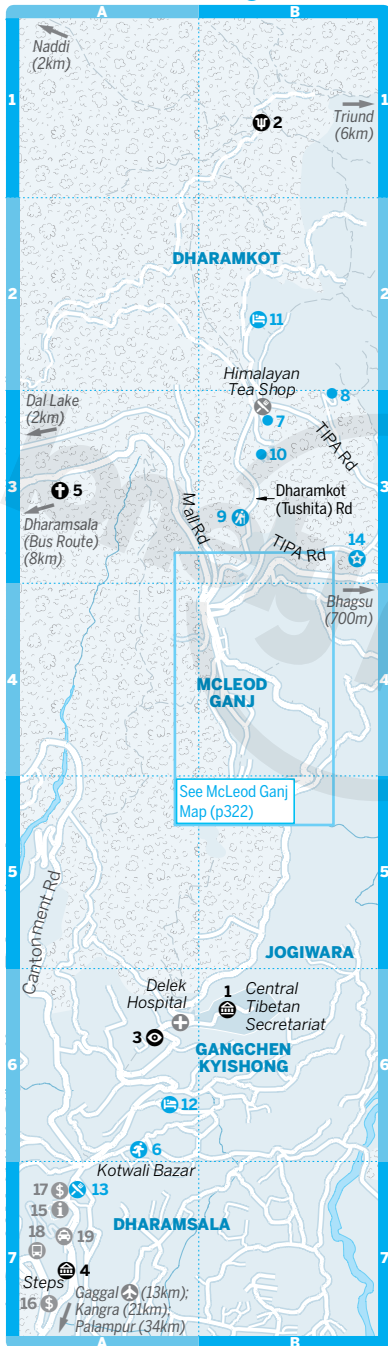 A
B
Naddi
(2km)
1
1
2
Triund
(6km)
DHARAMKOT
2
2
11
Himalayan
Tea Shop
8
Dal Lake
(2km)
7
TIPA Rd
10
3
3
5
Mall Rd
Dharamkot
(Tushita) Rd
9
Dharamsala
(Bus Route)
(8km)
TIPA Rd
14
Bhagsu
(700m)
4
4
MCLEOD
GANJ
See McLeod Ganj
Map (p322)
5
5
Cantonment Rd
JOGIWARA
Delek
Hospital
1
Central
Tibetan
Secretariat
3
GANGCHEN
KYISHONG
6
6
12
6
Kotwali Bazar
17
13
15
DHARAMSALA
18
19
7
7
4
Steps
16
Gaggal (13km);
Kangra (21km);
Palampur (34km)
A
B